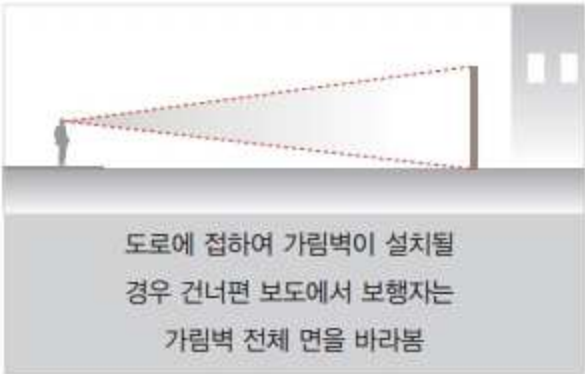 도로에 접하여 가림벽이 설치될
경우 건너편 보도에서 보행자는
가림벽 전체 면을 바라봄